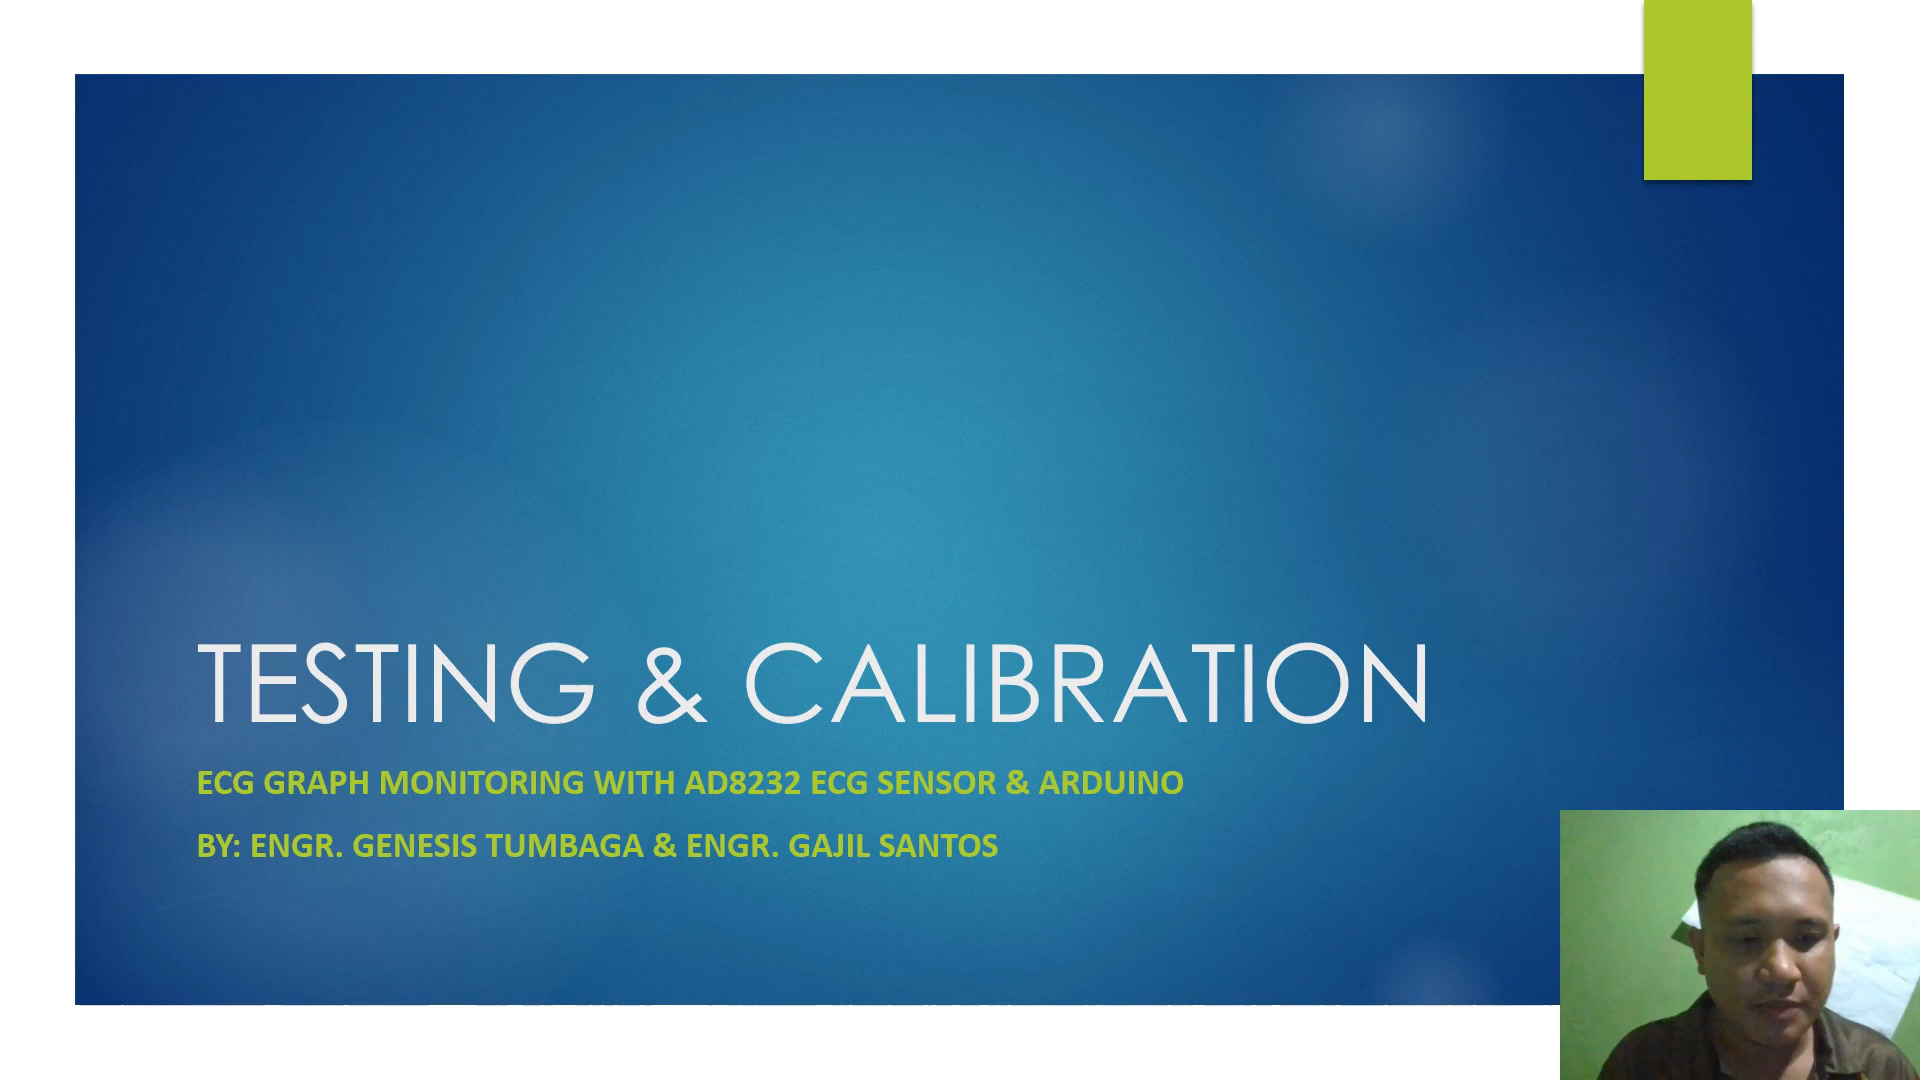 TESTING & CALIBRATION
ECG GRAPH MONITORING WITH AD8232 ECG SENSOR & ARDUINO
BY: ENGR. GENESIS TUMBAGA & ENGR. GAJIL SANTOS